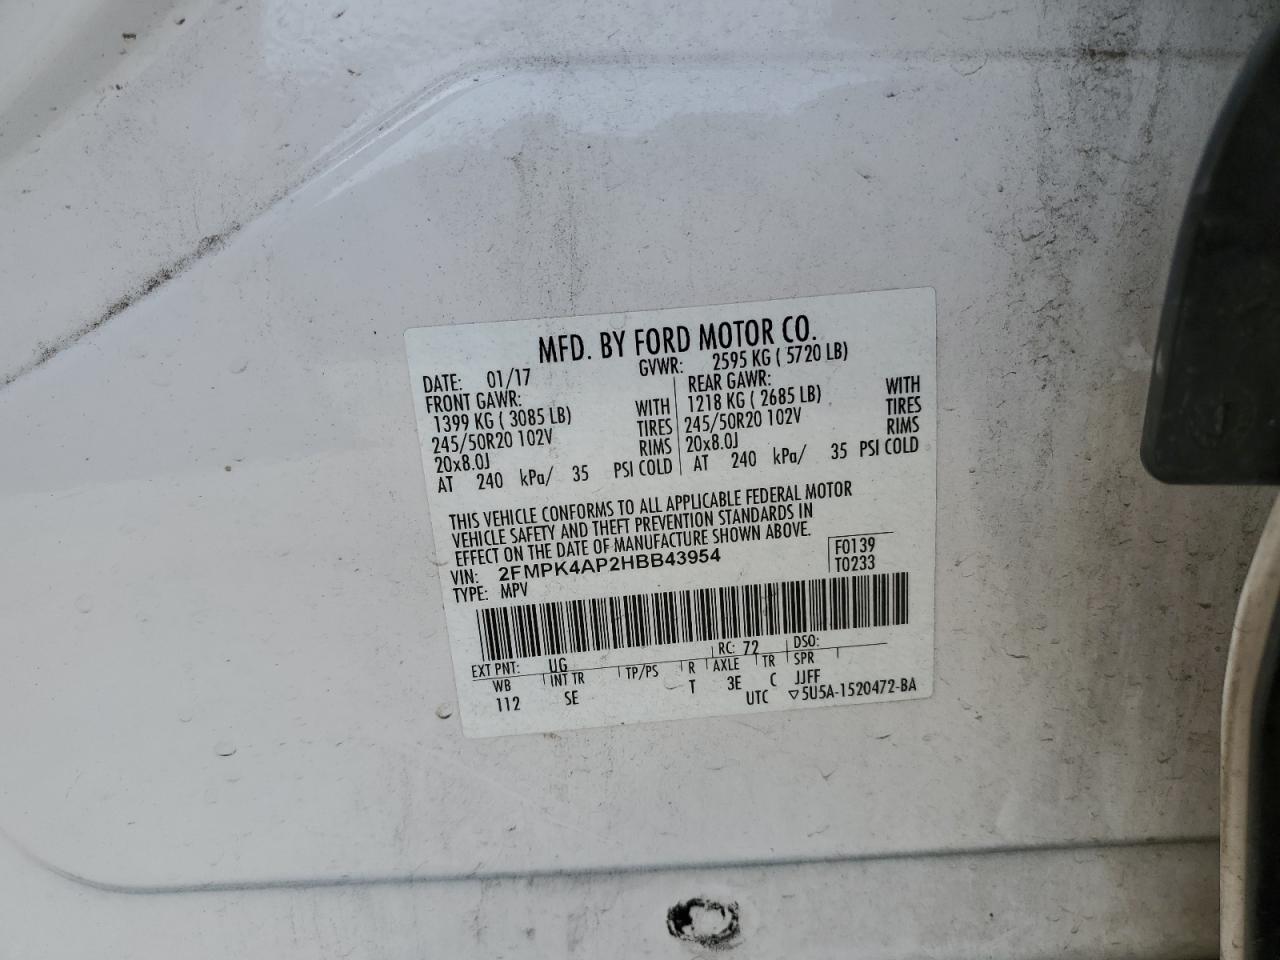 MFD. BY FORD MOTOR CO.
DATE: 01/17 GVWR: 2595 KG ( 5720 LB)
FRONT GAWR: REAR GAWR:
1399 KG ( 3085 LB) WITH 1218 KG ( 2685 LB) WITH
245/50R20 102V TIRES 245/50R20 102V TIRES
20x8.0J RIMS 20x8.0J RIMS
AT 240 kPa/ 35 PSI COLD AT 240 kPa/ 35 PSI COLD
THIS VEHICLE CONFORMS TO ALL APPLICABLE FEDERAL MOTOR
VEHICLE SAFETY AND THEFT PREVENTION STANDARDS IN
EFFECT ON THE DATE OF MANUFACTURE SHOWN ABOVE.
VIN: 2FMPK4AP2HBB43954 F0139
TYPE: MPV T0233
EXT PNT: UG RC: 72 DSO:
WB INT TR TP/PS R AXLE TR SPR
112 SE T 3E C JJFF
UTC ▽5U5A-1520472-BA